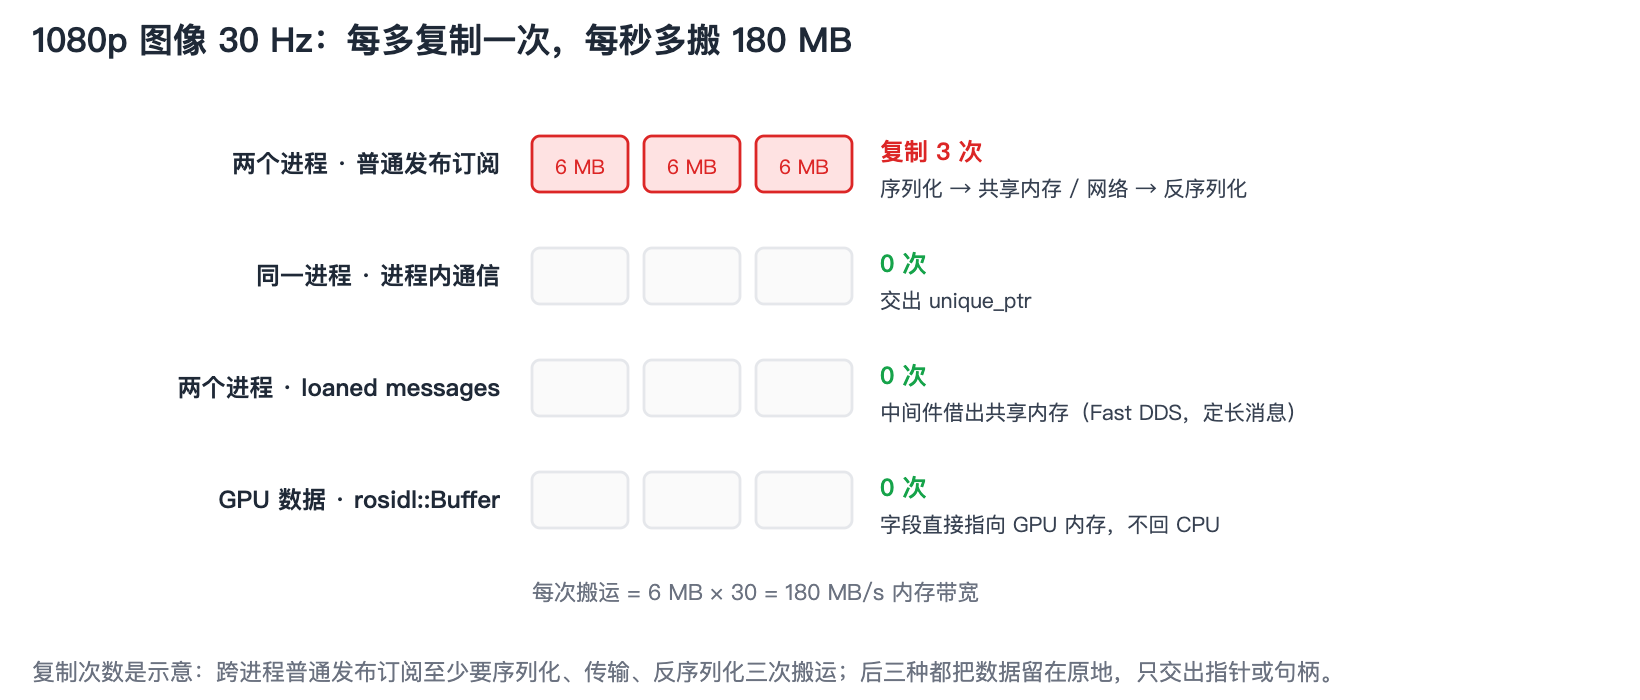 1080p 图像 30 Hz：每多复制一次，每秒多搬 180 MB
两个进程 · 普通发布订阅
6 MB
6 MB
6 MB
复制 3 次
序列化 → 共享内存 / 网络 → 反序列化
同一进程 · 进程内通信
0 次
交出 unique_ptr
两个进程 · loaned messages
0 次
中间件借出共享内存（Fast DDS，定长消息）
GPU 数据 · rosidl::Buffer
0 次
字段直接指向 GPU 内存，不回 CPU
每次搬运 = 6 MB × 30 = 180 MB/s 内存带宽
复制次数是示意：跨进程普通发布订阅至少要序列化、传输、反序列化三次搬运；后三种都把数据留在原地，只交出指针或句柄。